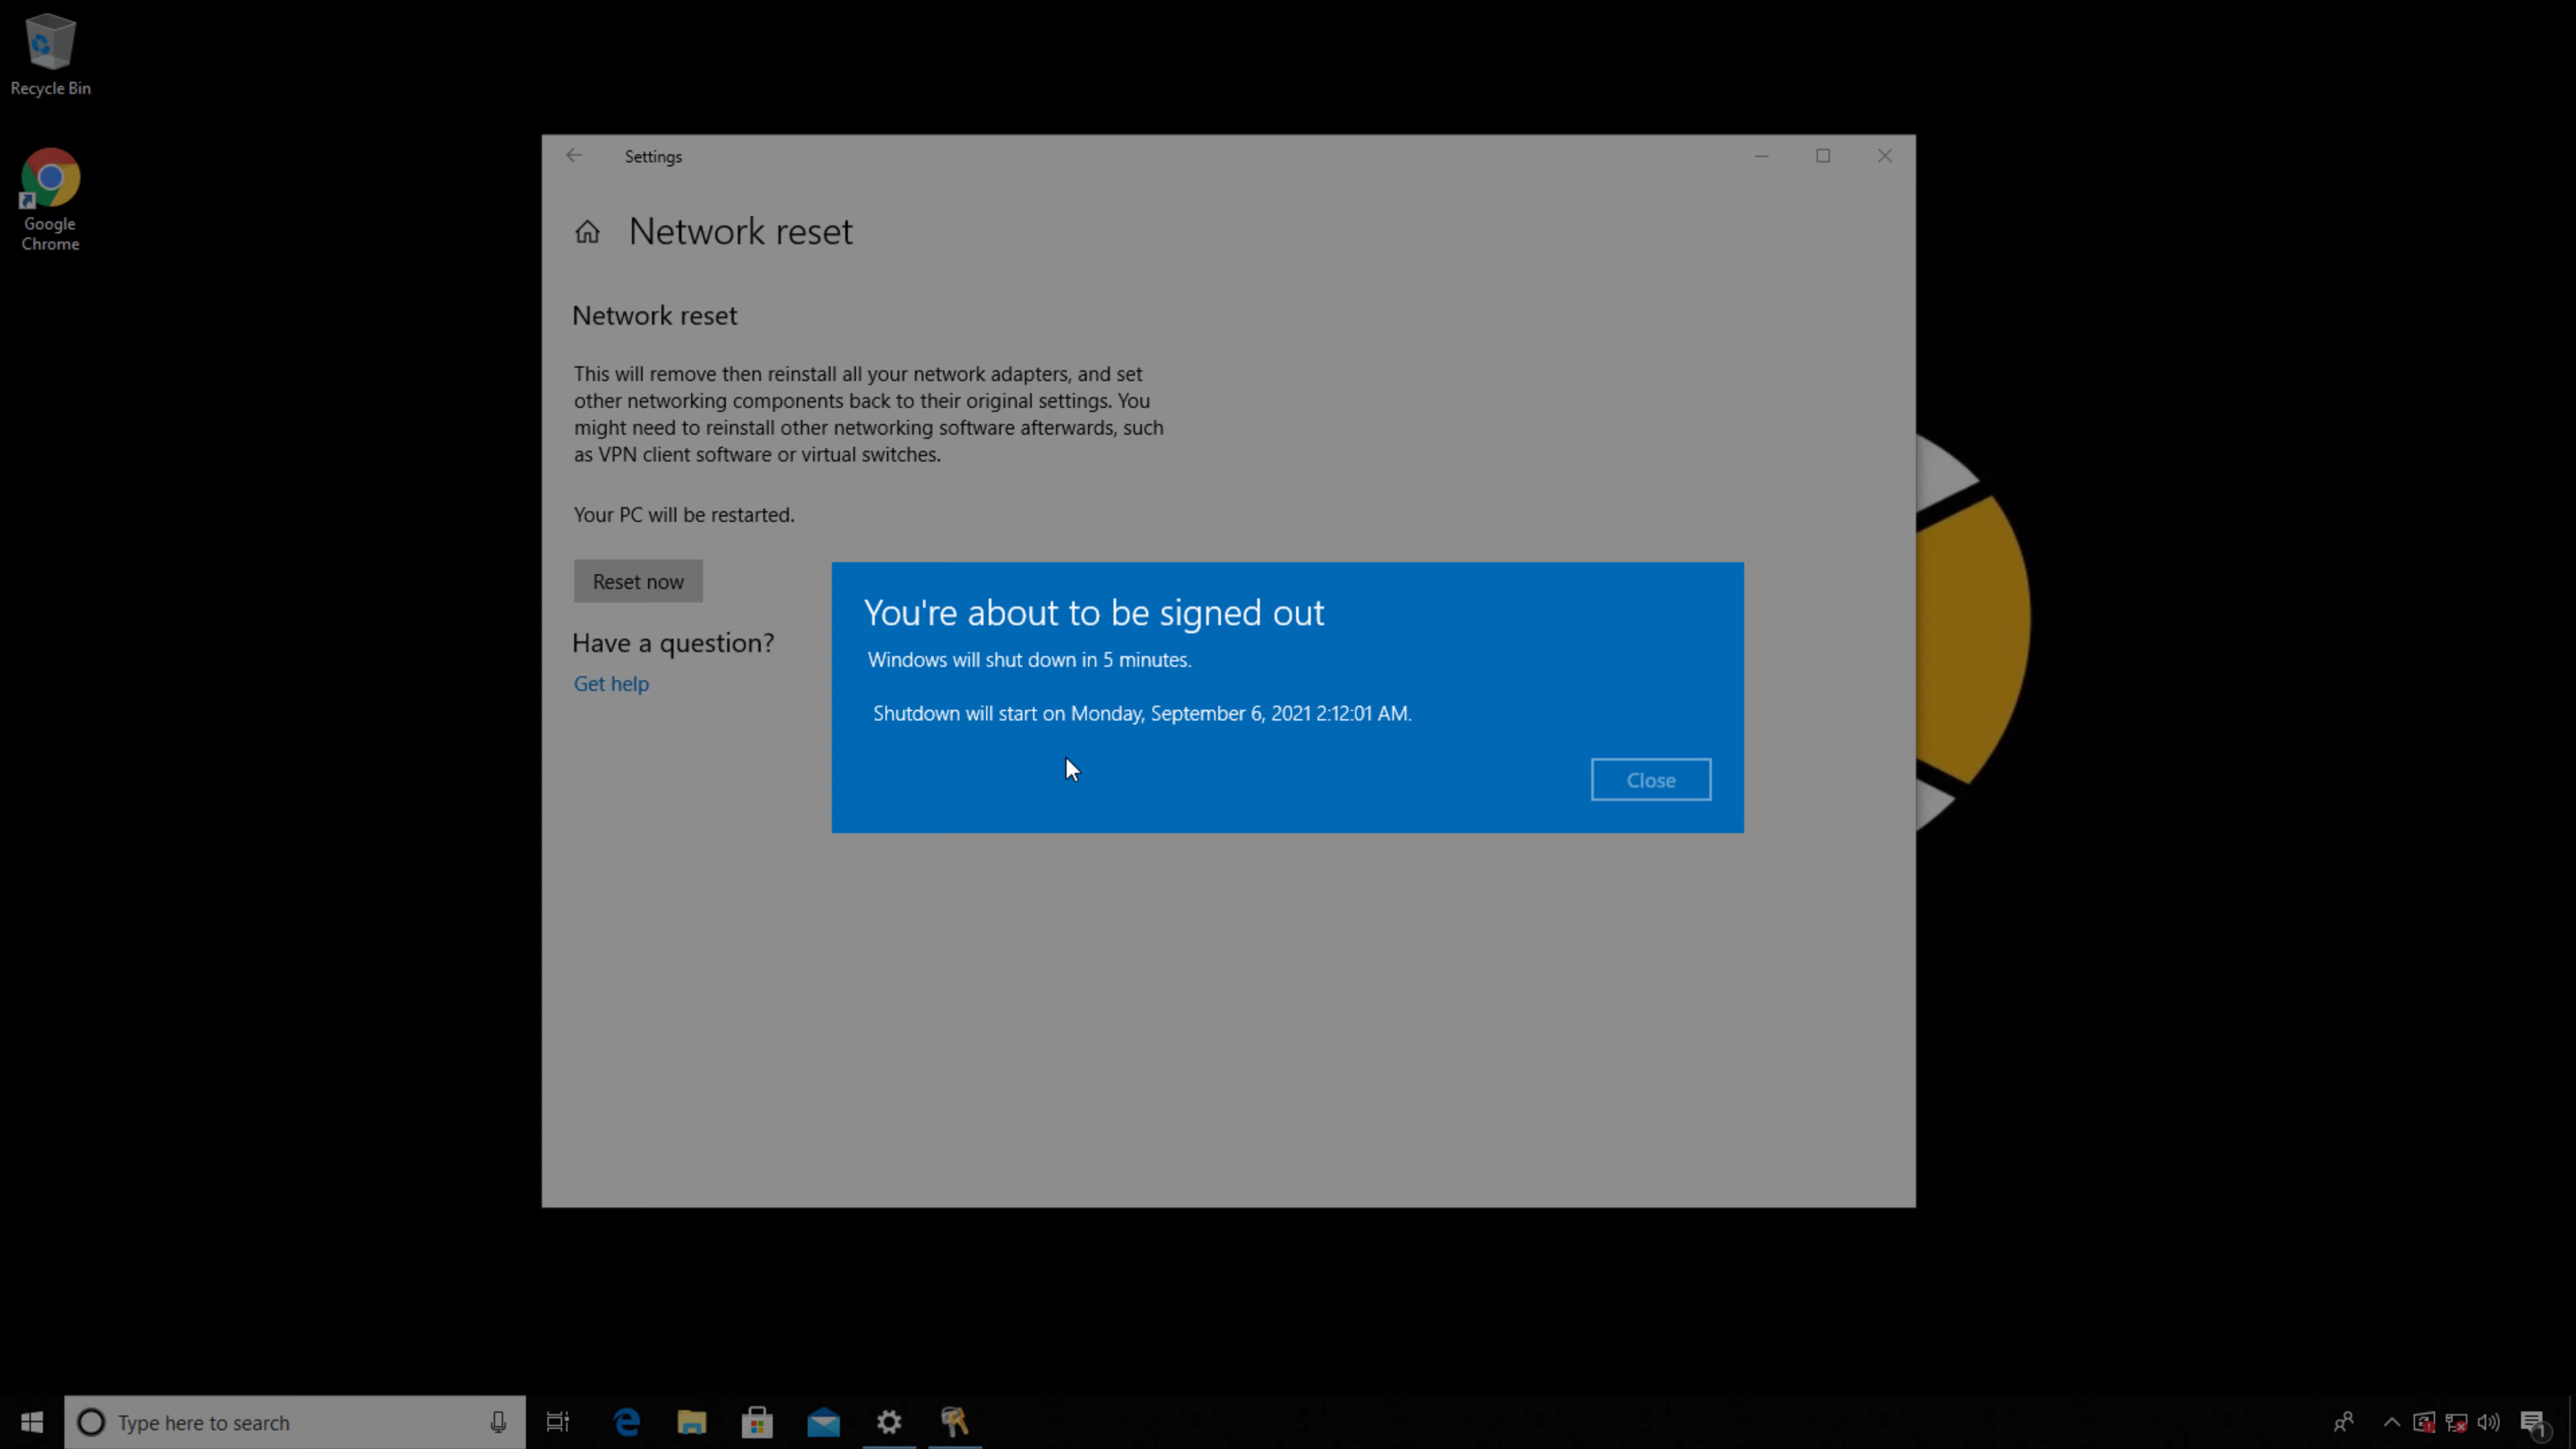 Recycle Bin
Google
Chrome
Settings
Network reset
Network reset
This will remove then reinstall all your network adapters, and set
other networking components back to their original settings. You
might need to reinstall other networking software afterwards, such
as VPN client software or virtual switches.
Your PC will be restarted.
Reset now
Have a question?
Get help
You're about to be signed out
Windows will shut down in 5 minutes.
Shutdown will start on Monday, September 6, 2021 2:12:01 AM.
Close
Type here to search
1